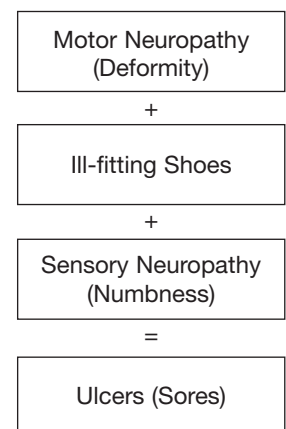 Motor Neuropathy
(Deformity)
+
Ill-fitting Shoes
+
Sensory Neuropathy
(Numbness)
=
Ulcers (Sores)